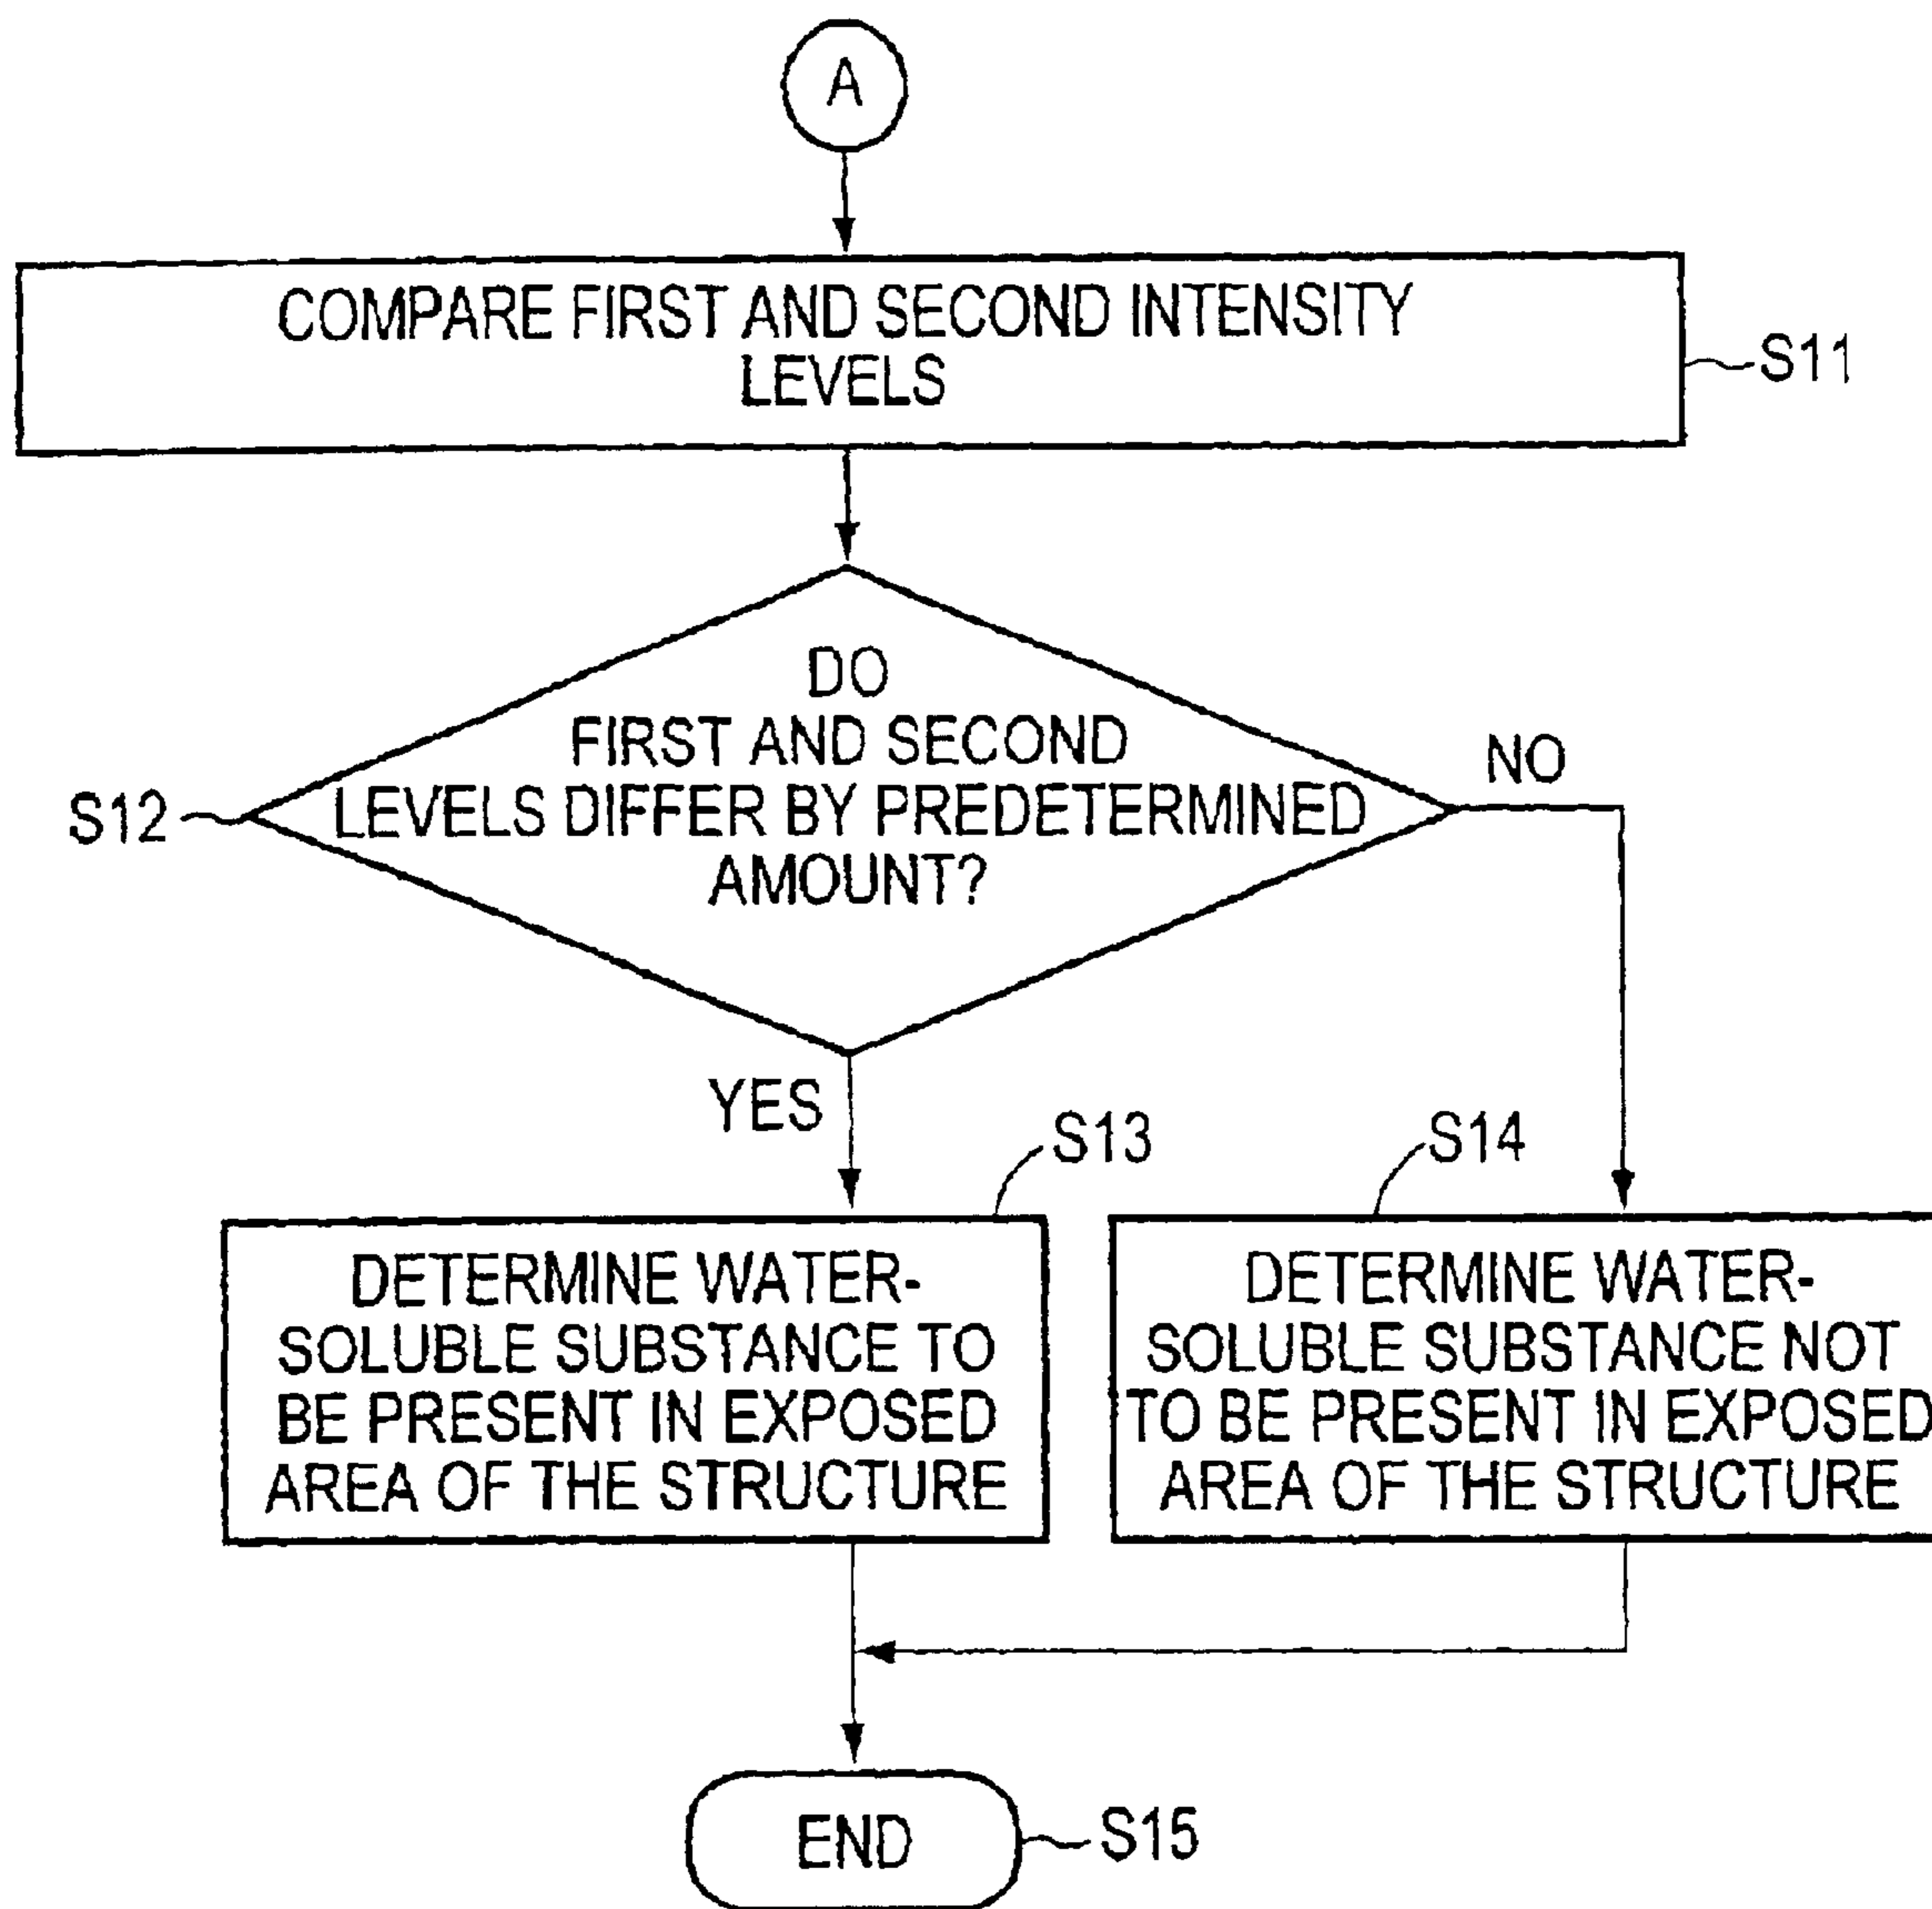 A
COMPARE FIRST AND SECOND INTENSITY
LEVELS
S11
DO
FIRST AND SECOND
LEVELS DIFFER BY PREDETERMINED
AMOUNT?
S12
NO
YES
S13
DETERMINE WATER-
SOLUBLE SUBSTANCE TO
BE PRESENT IN EXPOSED
AREA OF THE STRUCTURE
S14
DETERMINE WATER-
SOLUBLE SUBSTANCE NOT
TO BE PRESENT IN EXPOSED
AREA OF THE STRUCTURE
END
S15